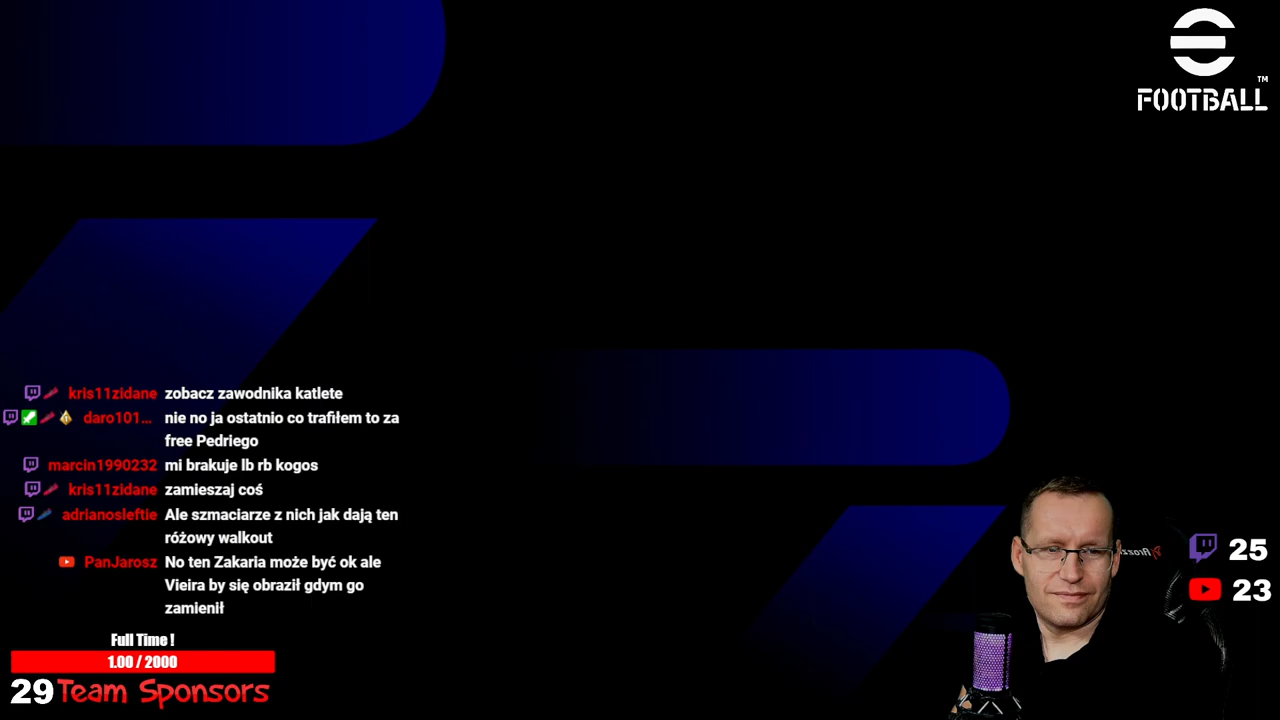 FOOTBALL
TM
kris11zidane zobacz zawodnika katlete
daro101... nie no ja ostatnio co trafiłem to za
free Pedriego
marcin1990232 mi brakuje lb rb kogos
kris11zidane zamieszaj coś
adrianosleftie Ale szmaciarze z nich jak dają ten
różowy walkout
PanJarosz No ten Zakaria może być ok ale
Vieira by się obraził gdym go
zamienił
Full Time !
1.00 / 2000
29 Team Sponsors
Arozzi
25
23